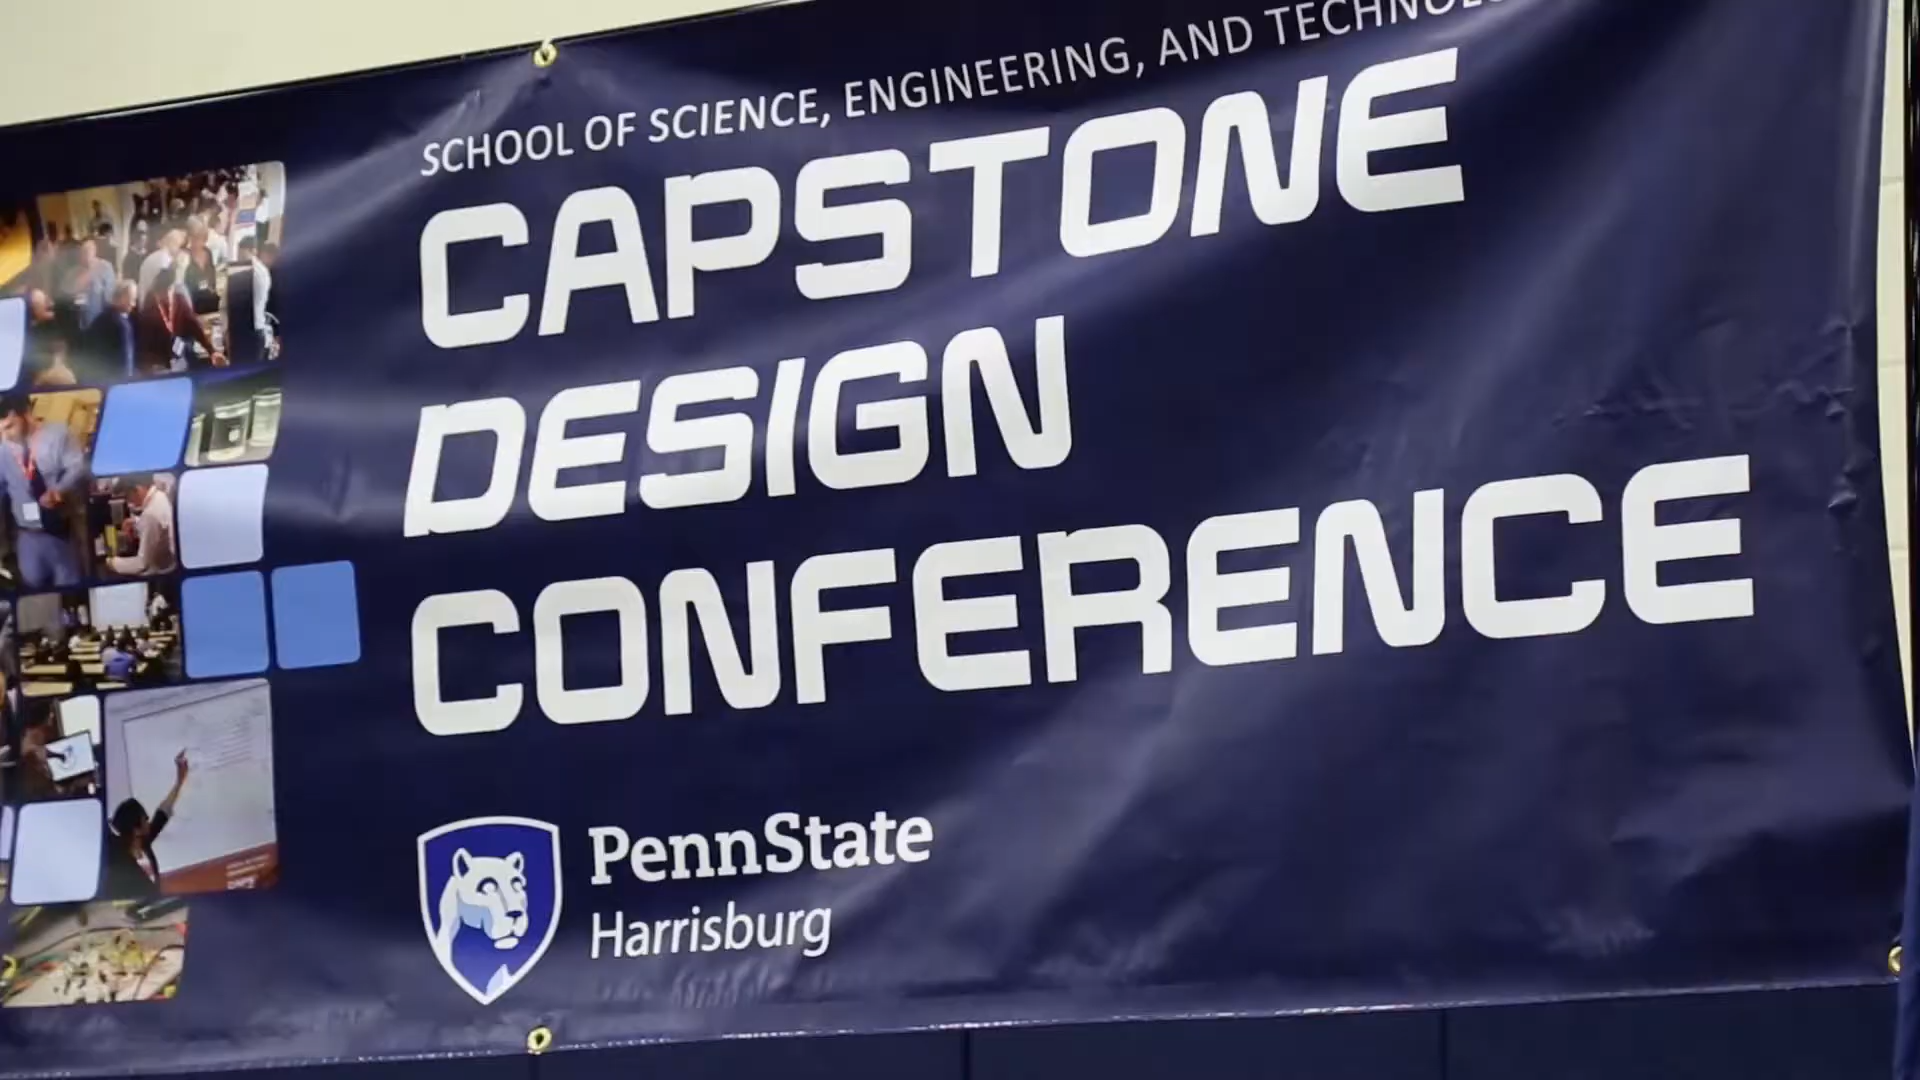 SCHOOL OF SCIENCE, ENGINEERING, AND
CAPSTONE
DESIGN
CONFERENCE
PennState
Harrisburg